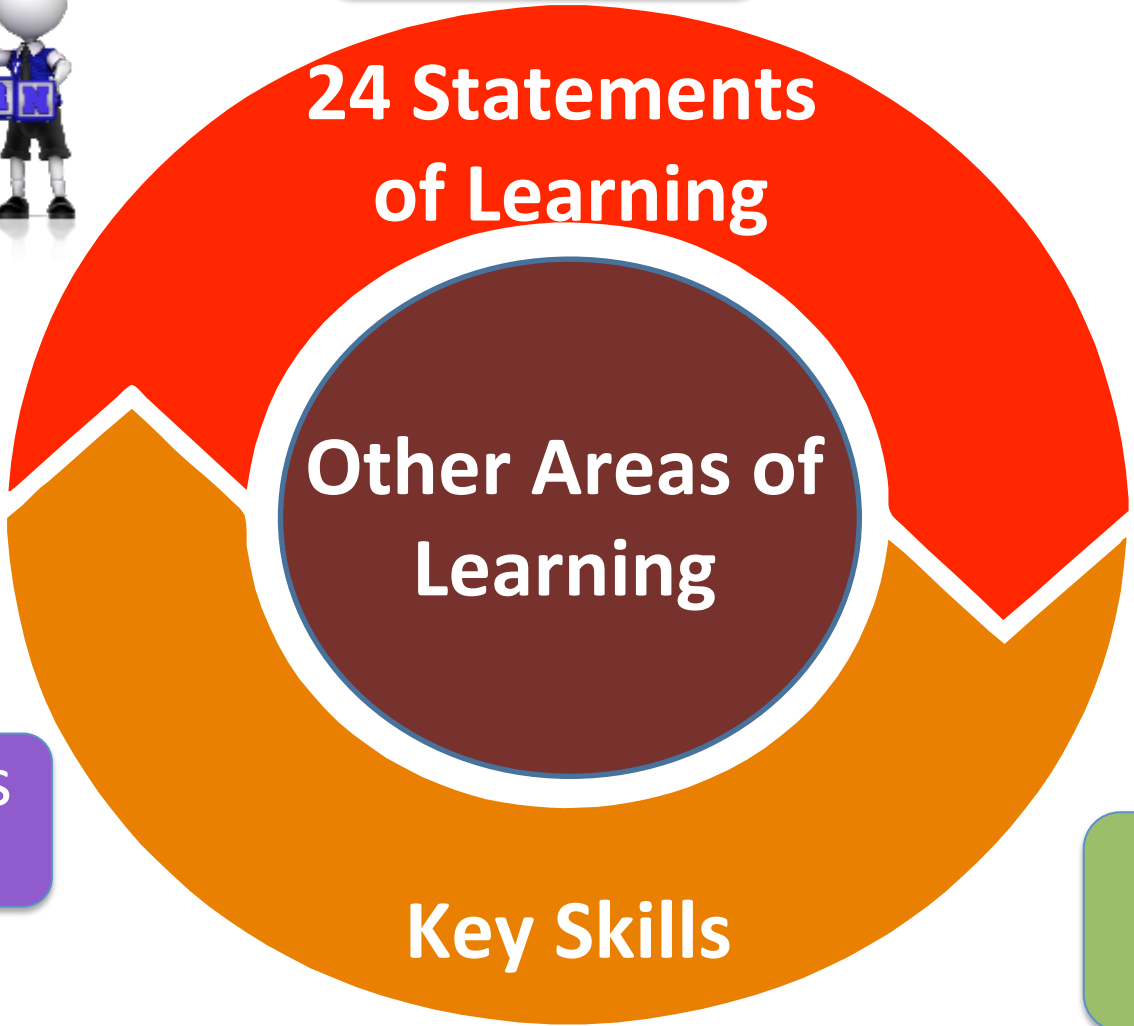 24 Statements
of Learning
Other Areas of
Learning
Key Skills